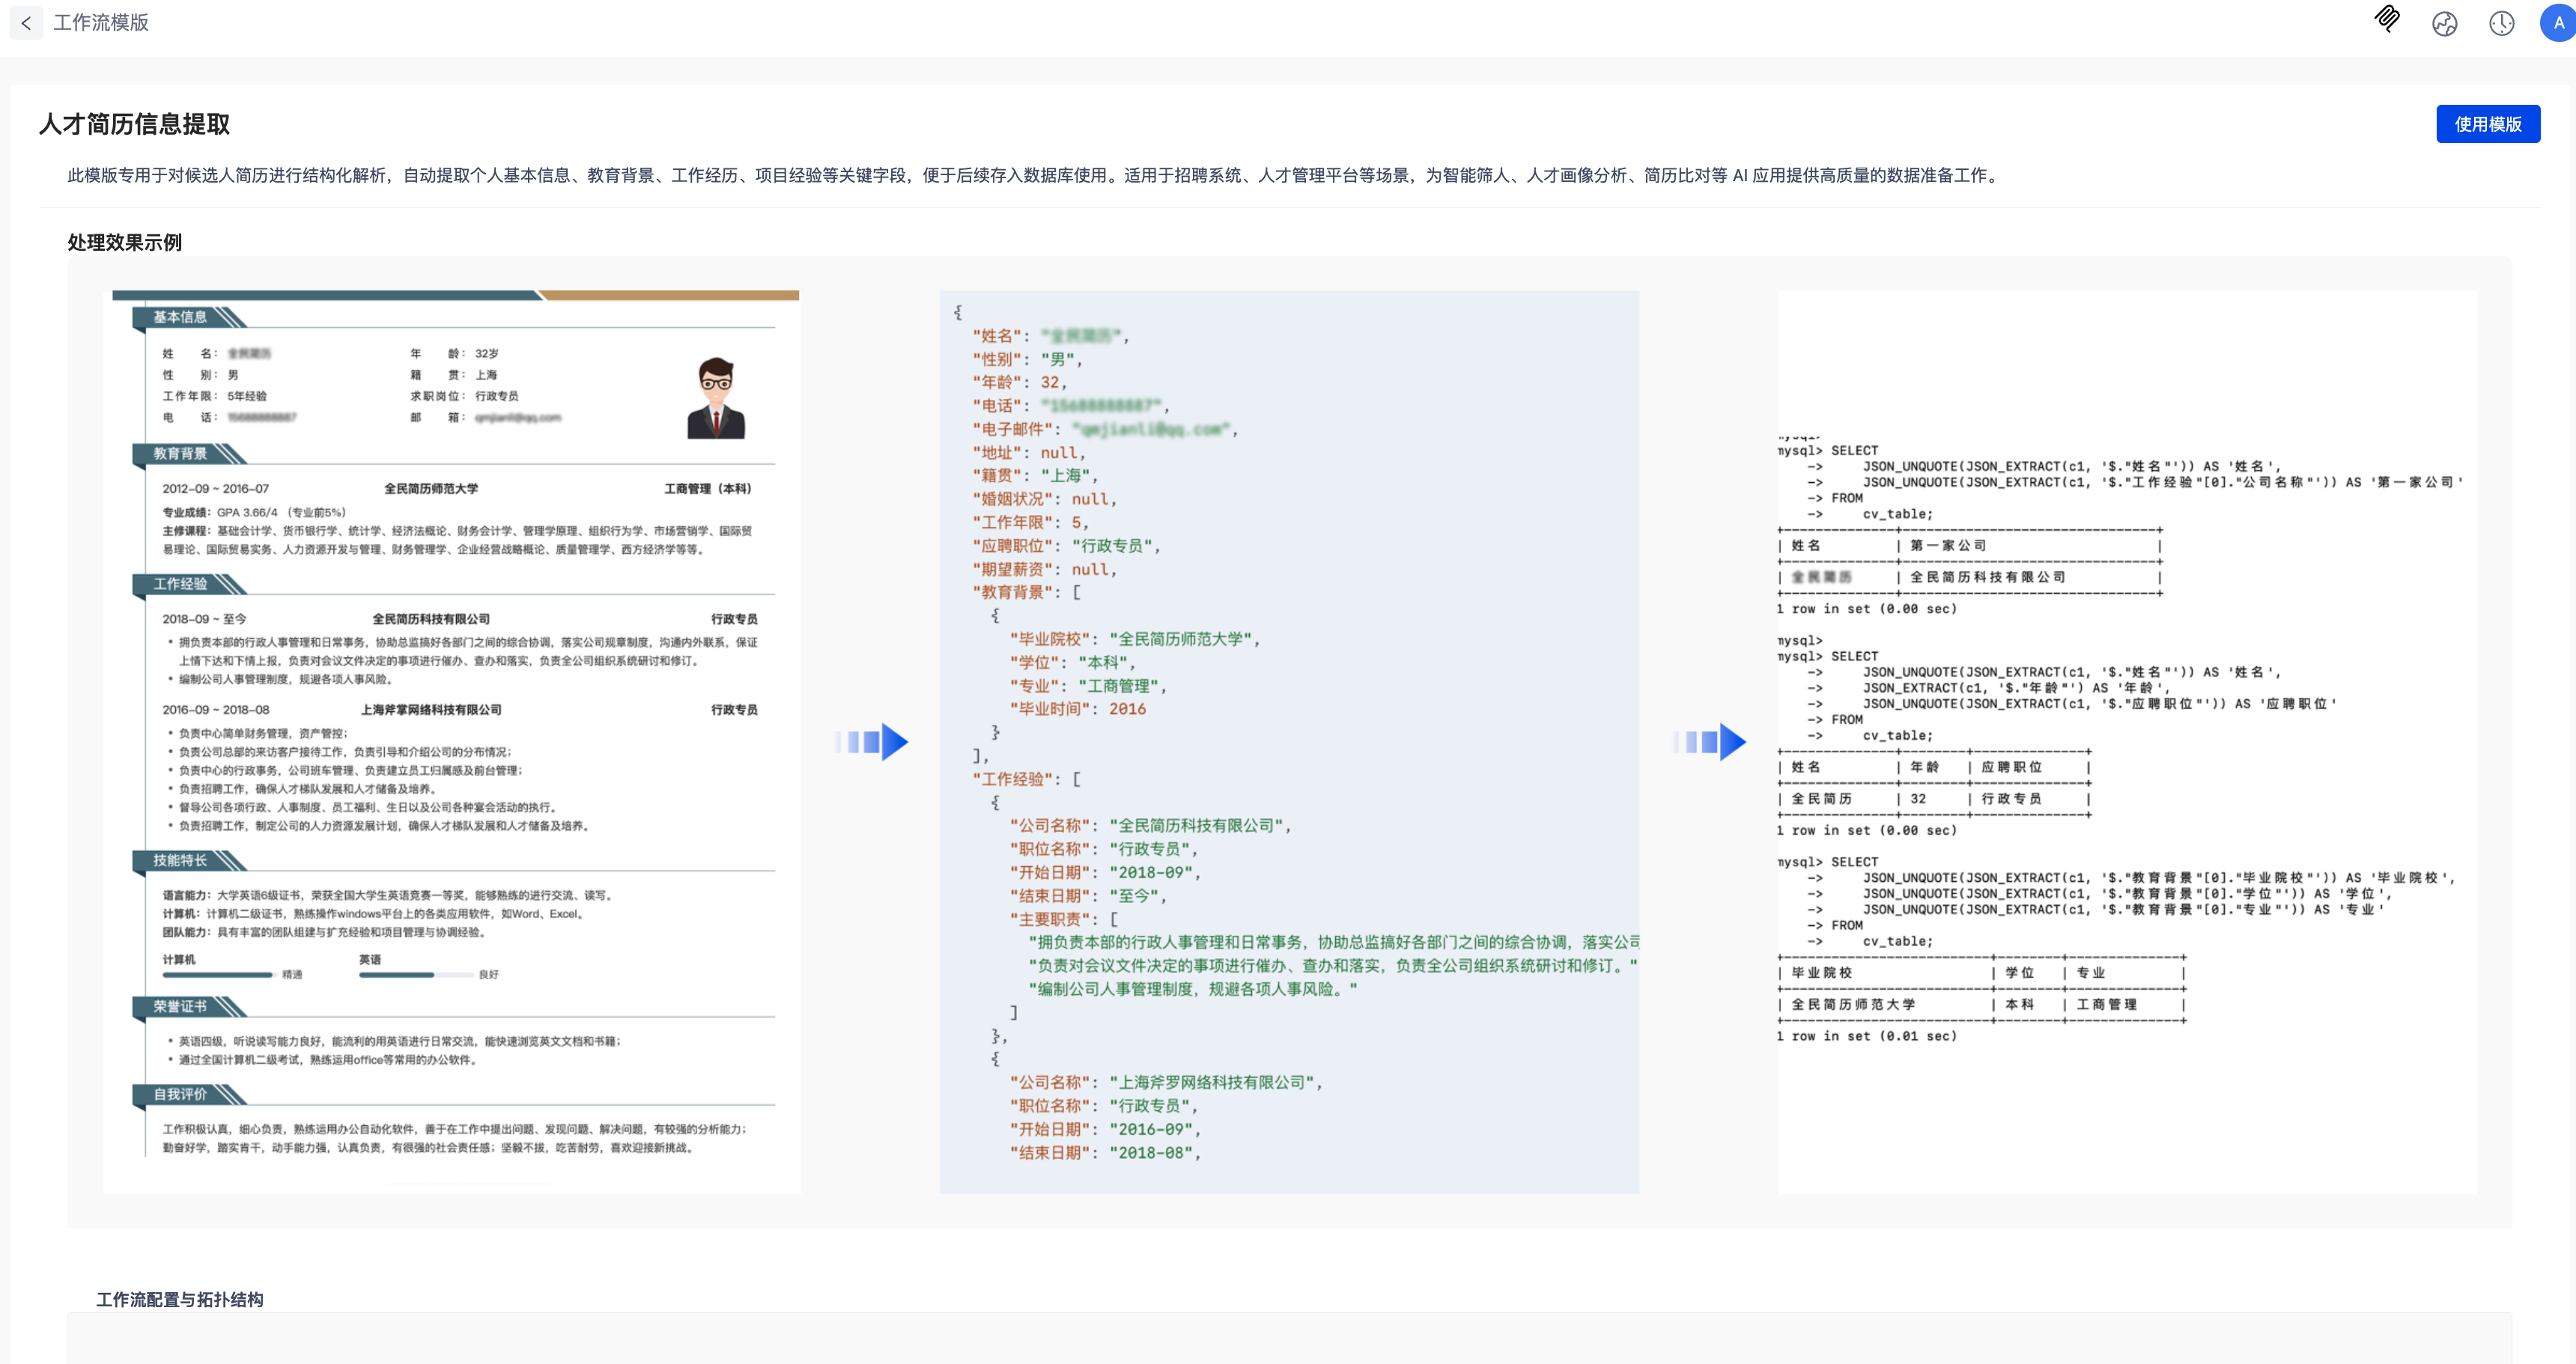 工作流模版
A
人才简历信息提取
使用模版
此模版专用于对候选人简历进行结构化解析，自动提取个人基本信息、教育背景、工作经历、项目经验等关键字段，便于后续存入数据库使用。适用于招聘系统、人才管理平台等场景，为智能筛人、人才画像分析、简历比对等 AI 应用提供高质量的数据准备工作。
处理效果示例
基本信息
姓 名： 全民简历 年 龄： 32岁
性 别： 男 籍 贯： 上海
工作年限： 5年经验 求职岗位： 行政专员
电 话： 15688888887 邮 箱： qmjianli@qq.com
教育背景
2012-09 ~ 2016-07 全民简历师范大学 工商管理（本科）
专业成绩：GPA 3.66/4 （专业前5%）
主修课程：基础会计学、货币银行学、统计学、经济法概论、财务会计学、管理学原理、组织行为学、市场营销学、国际贸
易理论、国际贸易实务、人力资源开发与管理、财务管理学、企业经营战略概论、质量管理学、西方经济学等等。
工作经验
2018-09 ~ 至今 全民简历科技有限公司 行政专员
• 拥负责本部的行政人事管理和日常事务，协助总监搞好各部门之间的综合协调，落实公司规章制度，沟通内外联系，保证
上情下达和下情上报，负责对会议文件决定的事项进行催办、查办和落实，负责全公司组织系统研讨和修订。
• 编制公司人事管理制度，规避各项人事风险。
2016-09 ~ 2018-08 上海斧掌网络科技有限公司 行政专员
• 负责中心简单财务管理，资产管控；
• 负责公司总部的来访客户接待工作，负责引导和介绍公司的分布情况；
• 负责中心的行政事务，公司班车管理、负责建立员工归属感及前台管理；
• 负责招聘工作，确保人才梯队发展和人才储备及培养。
• 督导公司各项行政、人事制度、员工福利、生日以及公司各种宴会活动的执行。
• 负责招聘工作，制定公司的人力资源发展计划，确保人才梯队发展和人才储备及培养。
技能特长
语言能力：大学英语6级证书，荣获全国大学生英语竞赛一等奖，能够熟练的进行交流、读写。
计算机：计算机二级证书，熟练操作windows平台上的各类应用软件，如Word、Excel。
团队能力：具有丰富的团队组建与扩充经验和项目管理与协调经验。
计算机 英语
精通 良好
荣誉证书
• 英语四级，听说读写能力良好，能流利的用英语进行日常交流，能快速浏览英文文档和书籍；
• 通过全国计算机二级考试，熟练运用office等常用的办公软件。
自我评价
工作积极认真，细心负责，熟练运用办公自动化软件，善于在工作中提出问题、发现问题、解决问题，有较强的分析能力；
勤奋好学，踏实肯干，动手能力强，认真负责，有很强的社会责任感；坚毅不拔，吃苦耐劳，喜欢迎接新挑战。
{
"姓名": "全民简历",
"性别": "男",
"年龄": 32,
"电话": "15688888887",
"电子邮件": "qmjianli@qq.com",
"地址": null,
"籍贯": "上海",
"婚姻状况": null,
"工作年限": 5,
"应聘职位": "行政专员",
"期望薪资": null,
"教育背景": [
{
"毕业院校": "全民简历师范大学",
"学位": "本科",
"专业": "工商管理",
"毕业时间": 2016
}
],
"工作经验": [
{
"公司名称": "全民简历科技有限公司",
"职位名称": "行政专员",
"开始日期": "2018-09",
"结束日期": "至今",
"主要职责": [
"拥负责本部的行政人事管理和日常事务，协助总监搞好各部门之间的综合协调，落实公司
"负责对会议文件决定的事项进行催办、查办和落实，负责全公司组织系统研讨和修订。"
"编制公司人事管理制度，规避各项人事风险。"
]
},
{
"公司名称": "上海斧罗网络科技有限公司",
"职位名称": "行政专员",
"开始日期": "2016-09",
"结束日期": "2018-08",
mysql>
mysql> SELECT
-> JSON_UNQUOTE(JSON_EXTRACT(c1, '$."姓名"')) AS '姓名',
-> JSON_UNQUOTE(JSON_EXTRACT(c1, '$."工作经验"[0]."公司名称"')) AS '第一家公司'
-> FROM
-> cv_table;
| 姓名 | 第一家公司 |
| 全民简历 | 全民简历科技有限公司 |
1 row in set (0.00 sec)
mysql>
mysql> SELECT
-> JSON_UNQUOTE(JSON_EXTRACT(c1, '$."姓名"')) AS '姓名',
-> JSON_EXTRACT(c1, '$."年龄"') AS '年龄',
-> JSON_UNQUOTE(JSON_EXTRACT(c1, '$."应聘职位"')) AS '应聘职位'
-> FROM
-> cv_table;
| 姓名 | 年龄 | 应聘职位 |
| 全民简历 | 32 | 行政专员 |
1 row in set (0.00 sec)
mysql> SELECT
-> JSON_UNQUOTE(JSON_EXTRACT(c1, '$."教育背景"[0]."毕业院校"')) AS '毕业院校',
-> JSON_UNQUOTE(JSON_EXTRACT(c1, '$."教育背景"[0]."学位"')) AS '学位',
-> JSON_UNQUOTE(JSON_EXTRACT(c1, '$."教育背景"[0]."专业"')) AS '专业'
-> FROM
-> cv_table;
| 毕业院校 | 学位 | 专业 |
| 全民简历师范大学 | 本科 | 工商管理 |
1 row in set (0.01 sec)
工作流配置与拓扑结构